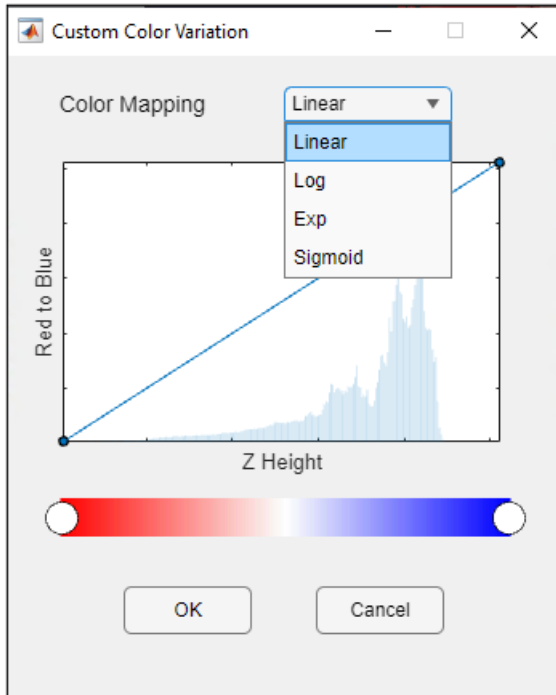 Custom Color Variation
Color Mapping
Linear
Linear
Log
Exp
Sigmoid
Red to Blue
Z Height
OK
Cancel